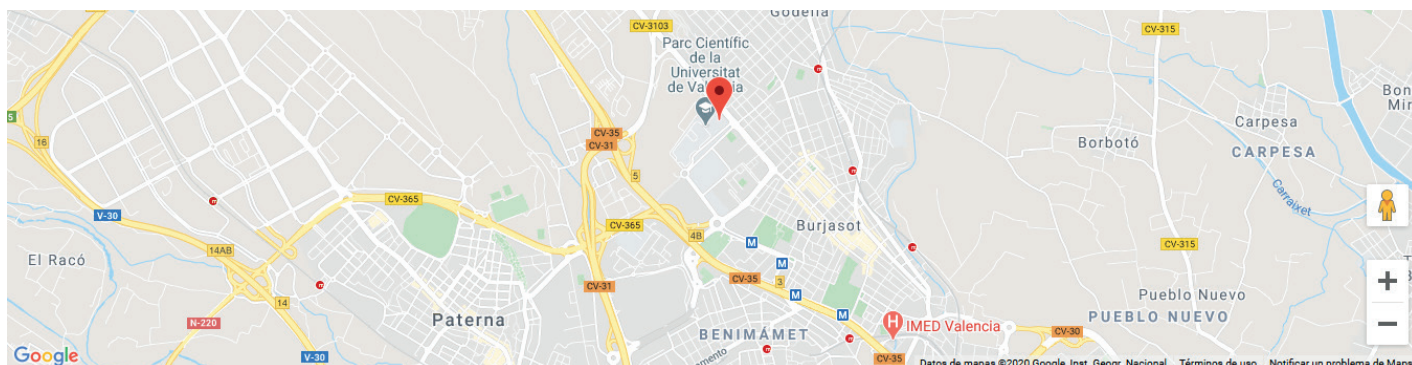 Godella
CV-3103
CV-315
Parc Científic
de la
Universitat
de València
16
CV-35
CV-31
5
Carpesa
Borbotó
CARPESA
Carraixet
V-30
CV-365
CV-365
4B
Burjasot
M
M
M
M
14AB
El Racó
CV-315
CV-35
3
CV-31
14
N-220
Paterna
BENIMÁMET
H
IMED Valencia
Pueblo Nuevo
PUEBLO NUEVO
CV-30
V-30
CV-35
+
−
Google
Datos de mapas ©2020 Google, Inst. Geogr. Nacional
Términos de uso
Notificar un problema de Maps